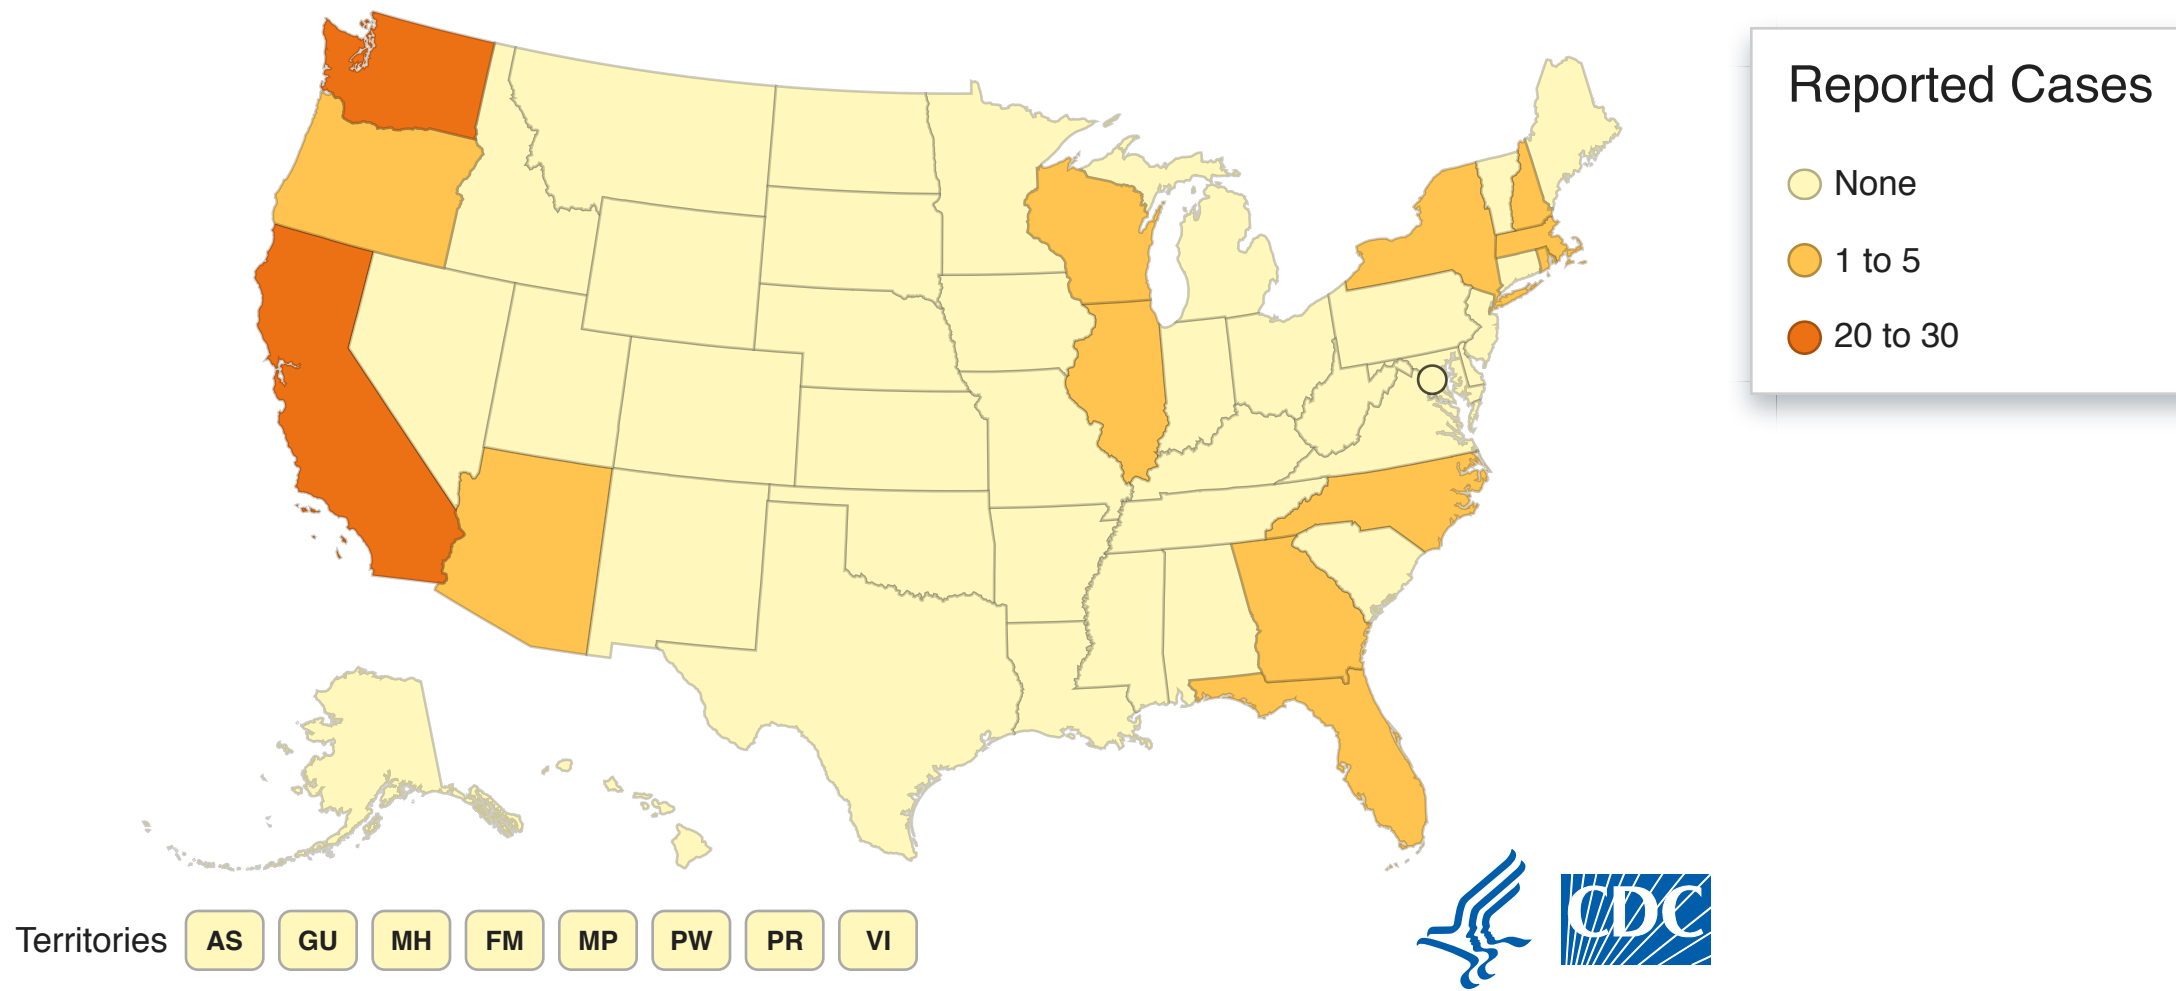 Reported Cases
None
1 to 5
20 to 30
CDC
Territories AS GU MH FM MP PW PR VI